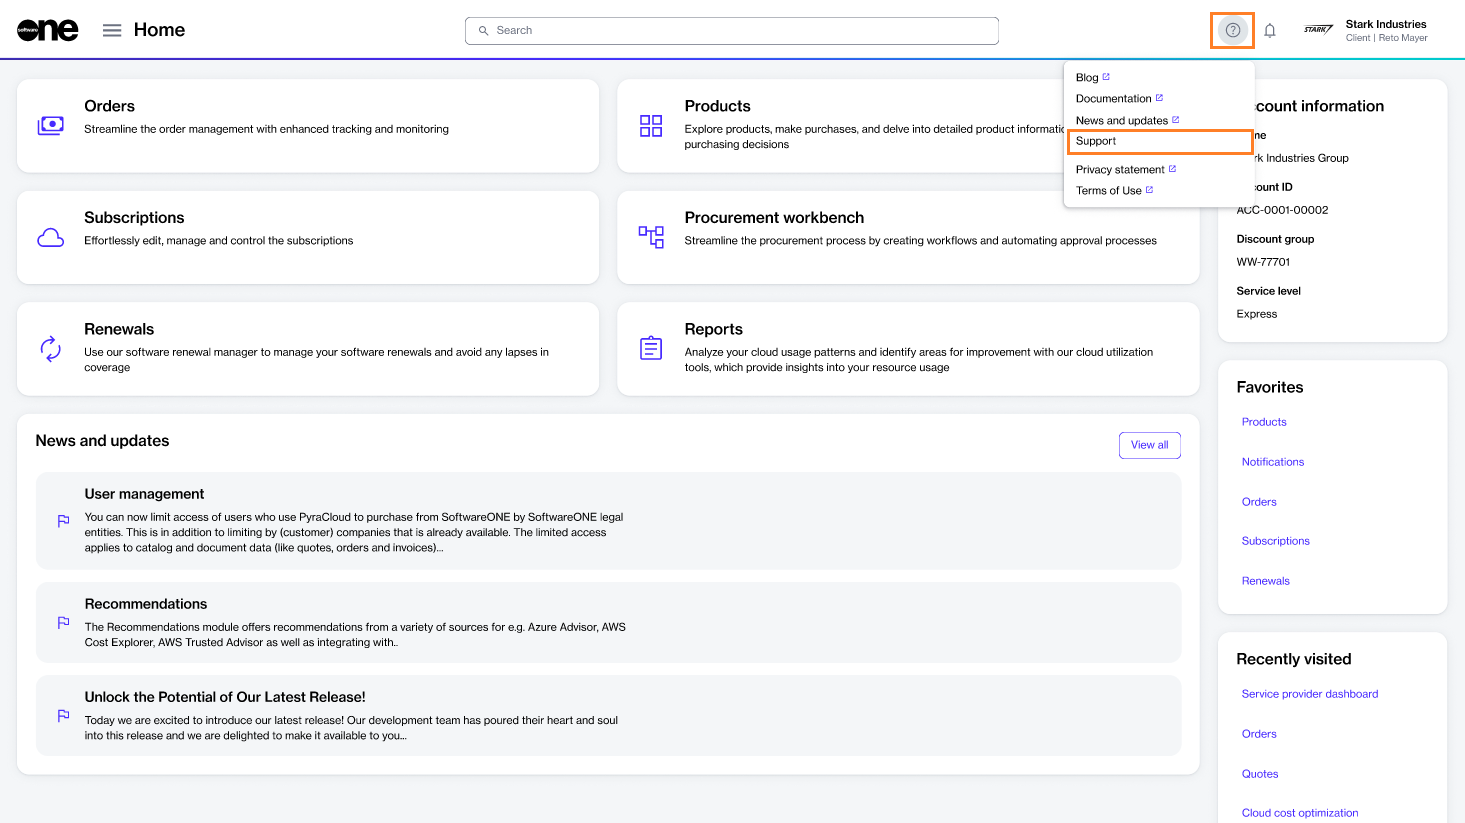 software
one
Home
Search
Stark Industries
Client | Reto Mayer
STARK
Blog
Documentation
News and updates
Support
Privacy statement
Terms of Use
Orders
Streamline the order management with enhanced tracking and monitoring
Products
Explore products, make purchases, and delve into detailed product informatio
purchasing decisions
Subscriptions
Effortlessly edit, manage and control the subscriptions
Procurement workbench
Streamline the procurement process by creating workflows and automating approval processes
Renewals
Use our software renewal manager to manage your software renewals and avoid any lapses in
coverage
Reports
Analyze your cloud usage patterns and identify areas for improvement with our cloud utilization
tools, which provide insights into your resource usage
News and updates
View all
User management
You can now limit access of users who use PyraCloud to purchase from SoftwareONE by SoftwareONE legal
entities. This is in addition to limiting by (customer) companies that is already available. The limited access
applies to catalog and document data (like quotes, orders and invoices)...
Recommendations
The Recommendations module offers recommendations from a variety of sources for e.g. Azure Advisor, AWS
Cost Explorer, AWS Trusted Advisor as well as integrating with..
Unlock the Potential of Our Latest Release!
Today we are excited to introduce our latest release! Our development team has poured their heart and soul
into this release and we are delighted to make it available to you...
ccount information
me
rk Industries Group
count ID
ACC-0001-00002
Discount group
WW-77701
Service level
Express
Favorites
Products
Notifications
Orders
Subscriptions
Renewals
Recently visited
Service provider dashboard
Orders
Quotes
Cloud cost optimization